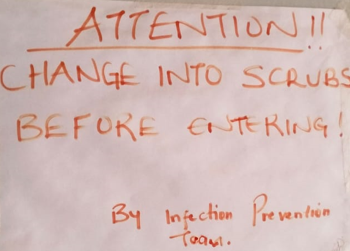 ATTENTION!!
CHANGE INTO SCRUBS
BEFORE ENTERING!
By Infection Prevention
Team.